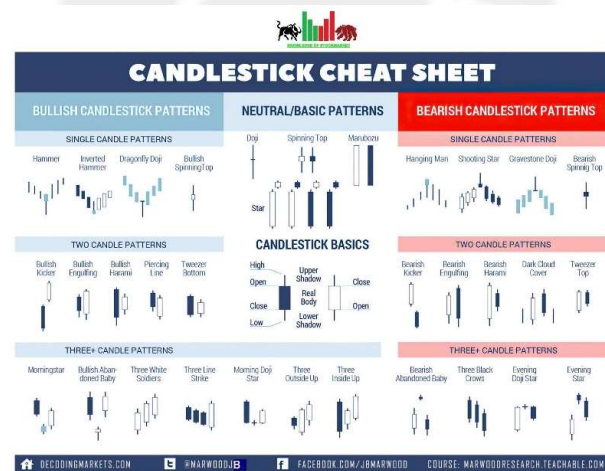 KNOWLEDGE OF STOCKMARKET
CANDLESTICK CHEAT SHEET
BULLISH CANDLESTICK PATTERNS
SINGLE CANDLE PATTERNS
Hammer
Inverted
Hammer
Dragonfly Doji
Bullish
SpinningTop
TWO CANDLE PATTERNS
Bullish
Kicker
Bullish
Engulfing
Bullish
Harami
Piercing
Line
Tweezer
Bottom
THREE+ CANDLE PATTERNS
Morningstar
Bullish Aban-
doned Baby
Three White
Soldiers
Three Line
Strike
Morning Doji
Star
Three
Outside Up
Three
Inside Up
NEUTRAL/BASIC PATTERNS
Doji
Spinning Top
Marubozu
Star
CANDLESTICK BASICS
High
Open
Close
Low
Upper
Shadow
Real
Body
Lower
Shadow
Close
Open
BEARISH CANDLESTICK PATTERNS
SINGLE CANDLE PATTERNS
Hanging Man
Shooting Star
Gravestone Doji
Bearish
Spinnig Top
TWO CANDLE PATTERNS
Bearish
Kicker
Bearish
Engulfing
Bearish
Harami
Dark Cloud
Cover
Tweezer
Top
THREE+ CANDLE PATTERNS
Bearish
Abandoned Baby
Three Black
Crows
Evening
Doji Star
Evening
Star
DECODINGMARKETS.CON
@MARWOODJB
FACEBOOK.COM/JBMARWOOD
COURSE: MARWOODRESEARCH.TEACHABLE.COM